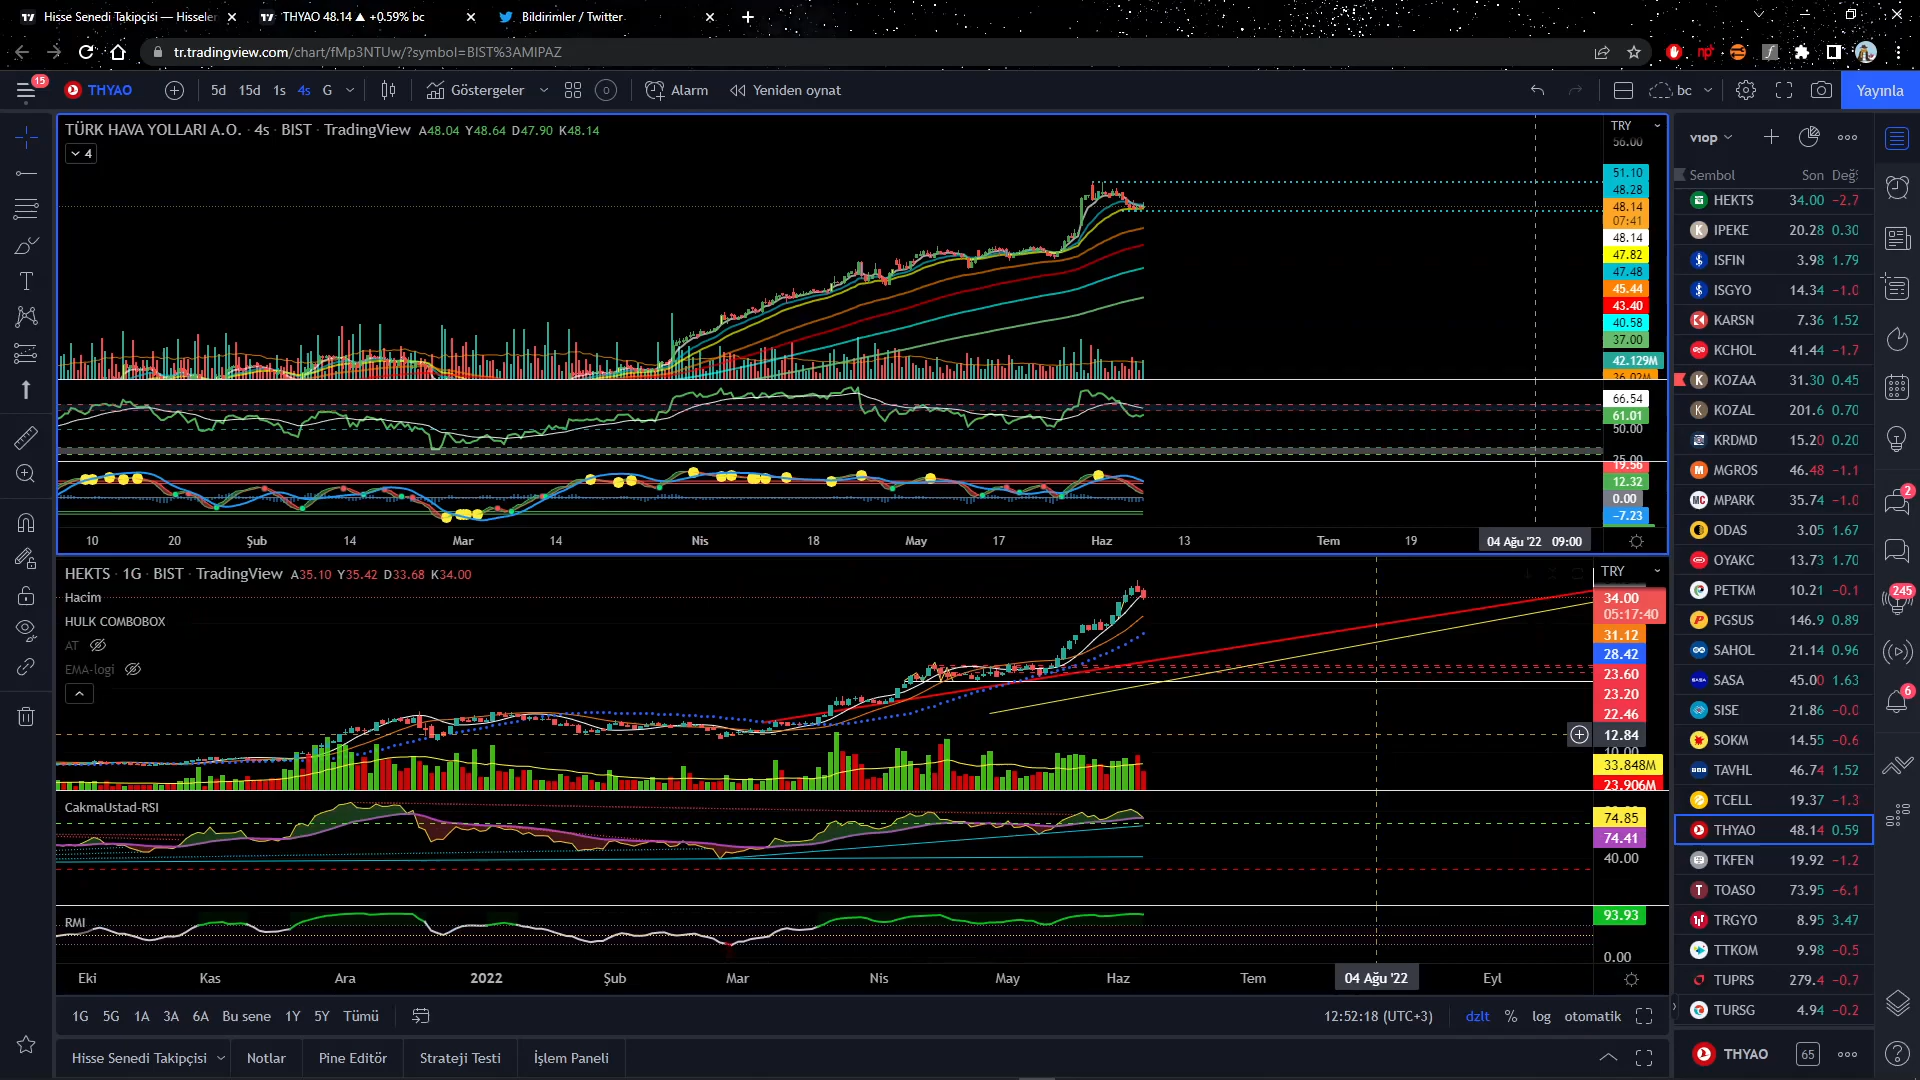 Hisse Senedi Takipçisi — Hisseler
THYAO 48.14 ▲ +0.59% bc
Bildirimler / Twitter
tr.tradingview.com/chart/fMp3NTUw/?symbol=BIST%3AMIPAZ
15
THYAO
5d 15d 1s 4s G
Göstergeler
Alarm
Yeniden oynat
bc
Yayınla
TÜRK HAVA YOLLARI A.O. · 4s · BIST · TradingView A48.04 Y48.64 D47.90 K48.14
4
TRY
56.00
51.10
48.28
48.14
07:41
48.14
47.82
47.48
45.44
43.40
40.58
37.00
42.129M
36.02M
66.54
61.01
50.00
25.00
19.56
12.32
0.00
−7.23
10 20 Şub 14 Mar 14 Nis 18 May 17 Haz 13 Tem 19 04 Ağu '22 09:00
HEKTS · 1G · BIST · TradingView A35.10 Y35.42 D33.68 K34.00
Hacim
HULK COMBOBOX
AT
EMA-logi
TRY
34.00
05:17:40
31.12
28.42
23.60
23.20
22.46
12.84
10.00
33.848M
23.906M
CakmaUstad-RSI
74.85
74.41
40.00
RMI
93.93
0.00
Eki Kas Ara 2022 Şub Mar Nis May Haz Tem 04 Ağu '22 Eyl
1G 5G 1A 3A 6A Bu sene 1Y 5Y Tümü
12:52:18 (UTC+3)
dzlt % log otomatik
Hisse Senedi Takipçisi
Notlar
Pine Editör
Strateji Testi
İşlem Paneli
v10p
Sembol Son Değ
HEKTS 34.00 −2.7
IPEKE 20.28 0.30
ISFIN 3.98 1.79
ISGYO 14.34 −1.0
KARSN 7.36 1.52
KCHOL 41.44 −1.7
KOZAA 31.30 0.45
KOZAL 201.6 0.70
KRDMD 15.20 0.20
MGROS 46.48 −1.1
MPARK 35.74 −1.0
ODAS 3.05 1.67
OYAKC 13.73 1.70
PETKM 10.21 −0.1
PGSUS 146.9 0.89
SAHOL 21.14 0.96
SASA 45.00 1.63
SISE 21.86 −0.0
SOKM 14.55 −0.6
TAVHL 46.74 1.52
TCELL 19.37 −1.3
THYAO 48.14 0.59
TKFEN 19.92 −1.2
TOASO 73.95 −6.1
TRGYO 8.95 3.47
TTKOM 9.98 −0.5
TUPRS 279.4 −0.7
TURSG 4.94 −0.2
THYAO 65
2
245
6